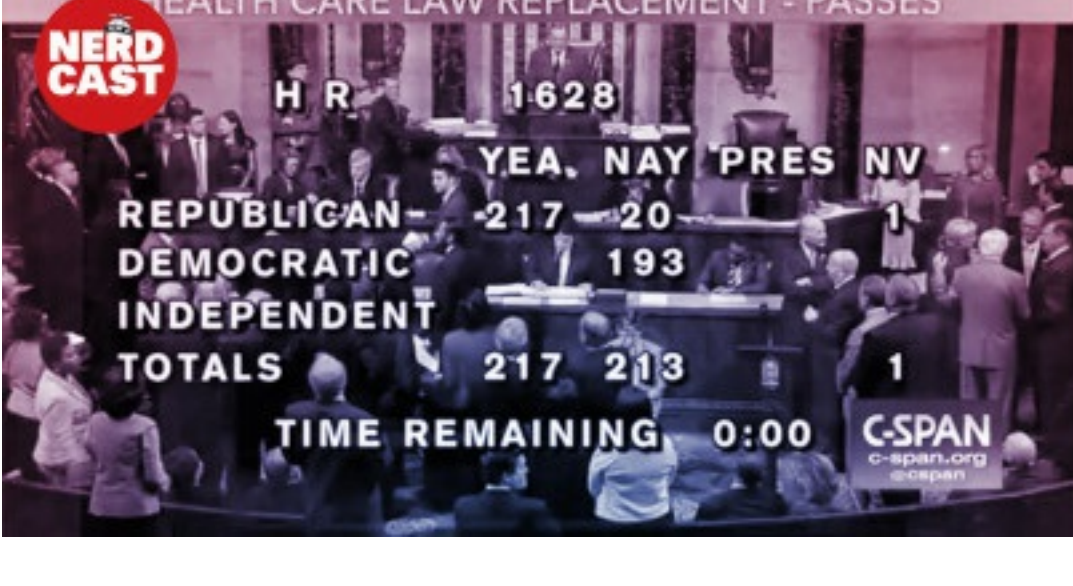 HEALTH CARE LAW REPLACEMENT - PASSES
NERD
CAST
H R 1628
YEA. NAY PRES NV
REPUBLICAN 217 20 1
DEMOCRATIC 193
INDEPENDENT
TOTALS 217 213 1
TIME REMAINING 0:00
C-SPAN
c-span.org
@cspan